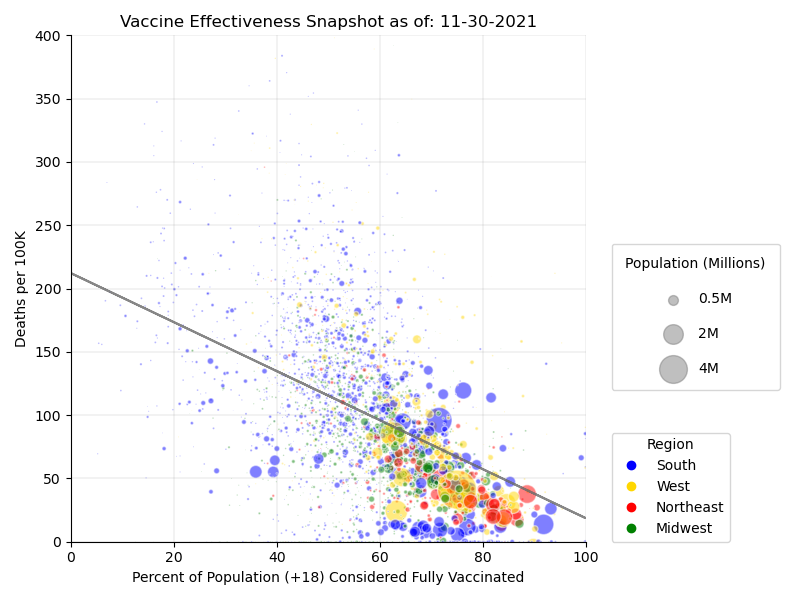 Vaccine Effectiveness Snapshot as of: 11-30-2021
400
350
300
250
200
150
100
50
0
Deaths per 100K
0 20 40 60 80 100
Percent of Population (+18) Considered Fully Vaccinated
Population (Millions)
0.5M
2M
4M
Region
South
West
Northeast
Midwest